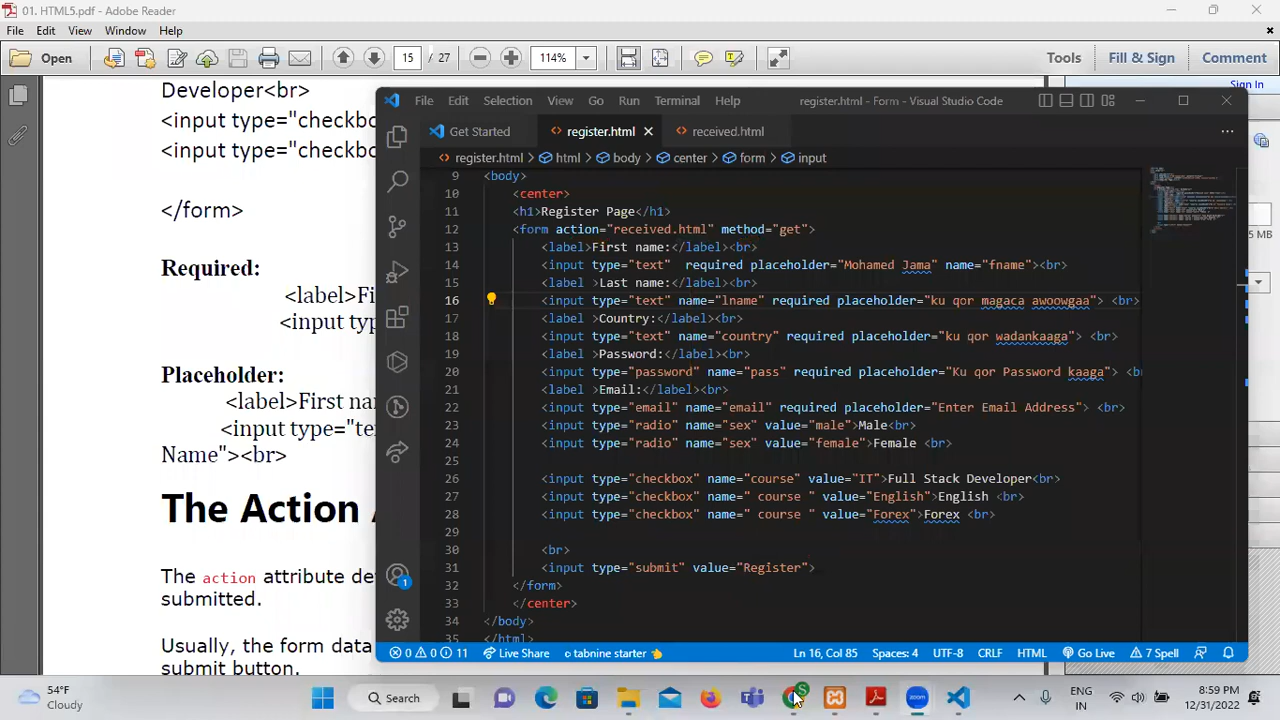 01. HTML5.pdf - Adobe Reader
File Edit View Window Help
Open 15 / 27 114% Tools Fill & Sign Comment
Sign In
Developer<br>
<input type="checkbo
<input type="checkbo
</form>
Required:
<label>Fi
<input typ
Placeholder:
<label>First nam
<input type="te
Name"><br>
The Action
The action attribute de
submitted.
Usually, the form data
submit button.
5 MB
File Edit Selection View Go Run Terminal Help register.html - Form - Visual Studio Code
Get Started <> register.html <> received.html ...
<> register.html > html > body > center > form > input
9 <body>
10 <center>
11 <h1>Register Page</h1>
12 <form action="received.html" method="get">
13 <label>First name:</label><br>
14 <input type="text"  required placeholder="Mohamed Jama" name="fname"><br>
15 <label >Last name:</label><br>
16 <input type="text" name="lname" required placeholder="ku qor magaca awoowgaa"> <br>
17 <label >Country:</label><br>
18 <input type="text" name="country" required placeholder="ku qor wadankaaga"> <br>
19 <label >Password:</label><br>
20 <input type="password" name="pass" required placeholder="Ku qor Password kaaga"> <br
21 <label >Email:</label><br>
22 <input type="email" name="email" required placeholder="Enter Email Address"> <br>
23 <input type="radio" name="sex" value="male">Male<br>
24 <input type="radio" name="sex" value="female">Female <br>
25
26 <input type="checkbox" name="course" value="IT">Full Stack Developer<br>
27 <input type="checkbox" name=" course " value="English">English <br>
28 <input type="checkbox" name=" course " value="Forex">Forex <br>
29
30 <br>
31 <input type="submit" value="Register">
32 </form>
33 </center>
34 </body>
35 </html>
1
0 0 11 Live Share tabnine starter Ln 16, Col 85 Spaces: 4 UTF-8 CRLF HTML Go Live 7 Spell
54°F
Cloudy
Search
zoom
ENG
IN
8:59 PM
12/31/2022